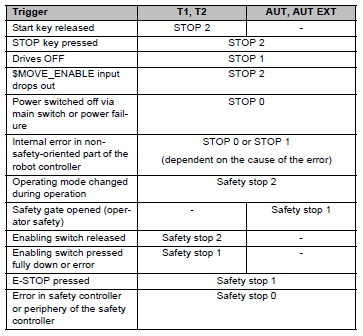 Trigger T1, T2 AUT, AUT EXT
Start key released STOP 2 -
STOP key pressed STOP 2
Drives OFF STOP 1
$MOVE_ENABLE input
drops out
STOP 2
Power switched off via
main switch or power fail-
ure
STOP 0
Internal error in non-
safety-oriented part of the
robot controller
STOP 0 or STOP 1
(dependent on the cause of the error)
Operating mode changed
during operation
Safety stop 2
Safety gate opened (oper-
ator safety)
- Safety stop 1
Enabling switch released Safety stop 2 -
Enabling switch pressed
fully down or error
Safety stop 1 -
E-STOP pressed Safety stop 1
Error in safety controller
or periphery of the safety
controller
Safety stop 0